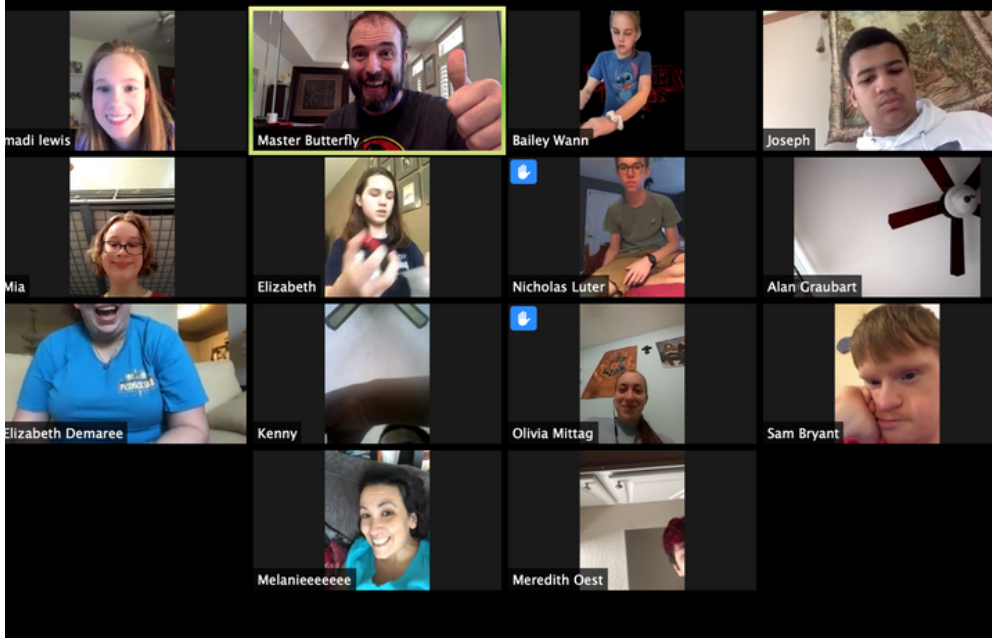 madi lewis
Master Butterfly
Bailey Wann
Joseph
Mia
Elizabeth
Nicholas Luter
Alan Graubart
Elizabeth Demaree
Kenny
Olivia Mittag
Sam Bryant
Melanieeeeeee
Meredith Oest